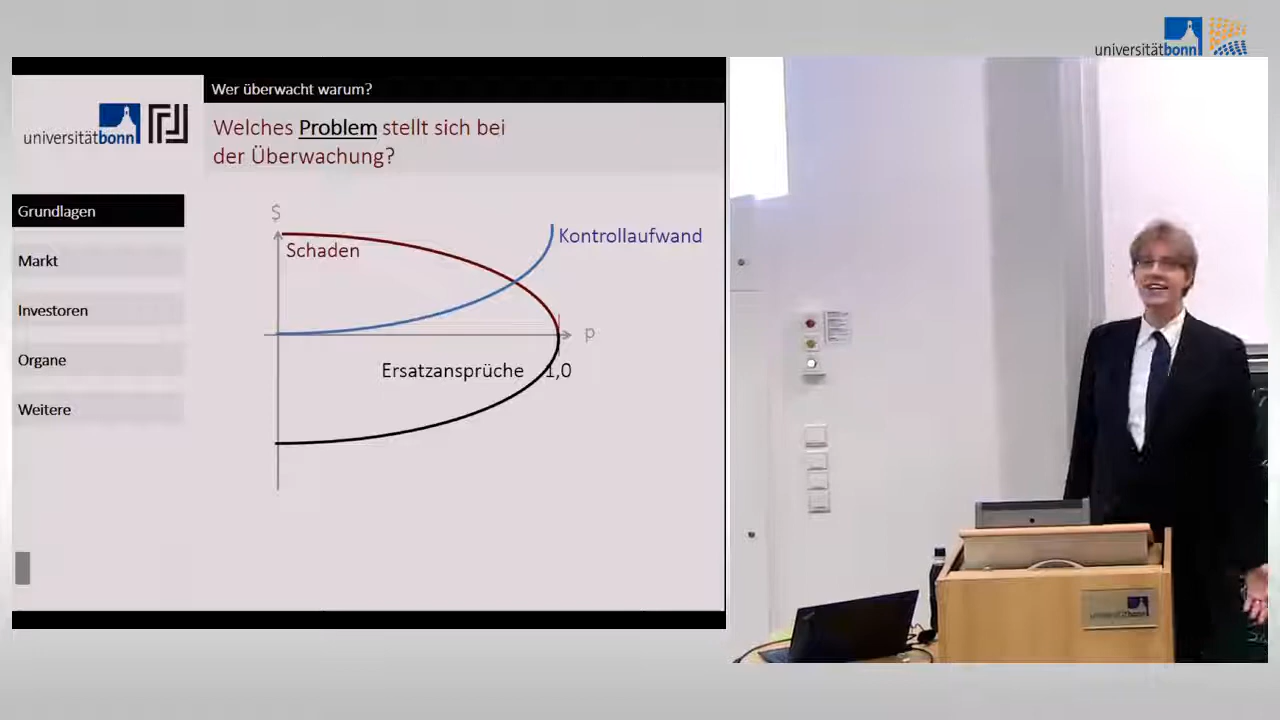 universitätbonn
Wer überwacht warum?
universitätbonn
Welches Problem stellt sich bei
der Überwachung?
Grundlagen
Markt
Investoren
Organe
Weitere
$
Schaden
Kontrollaufwand
p
Ersatzansprüche
1,0
universitätbonn